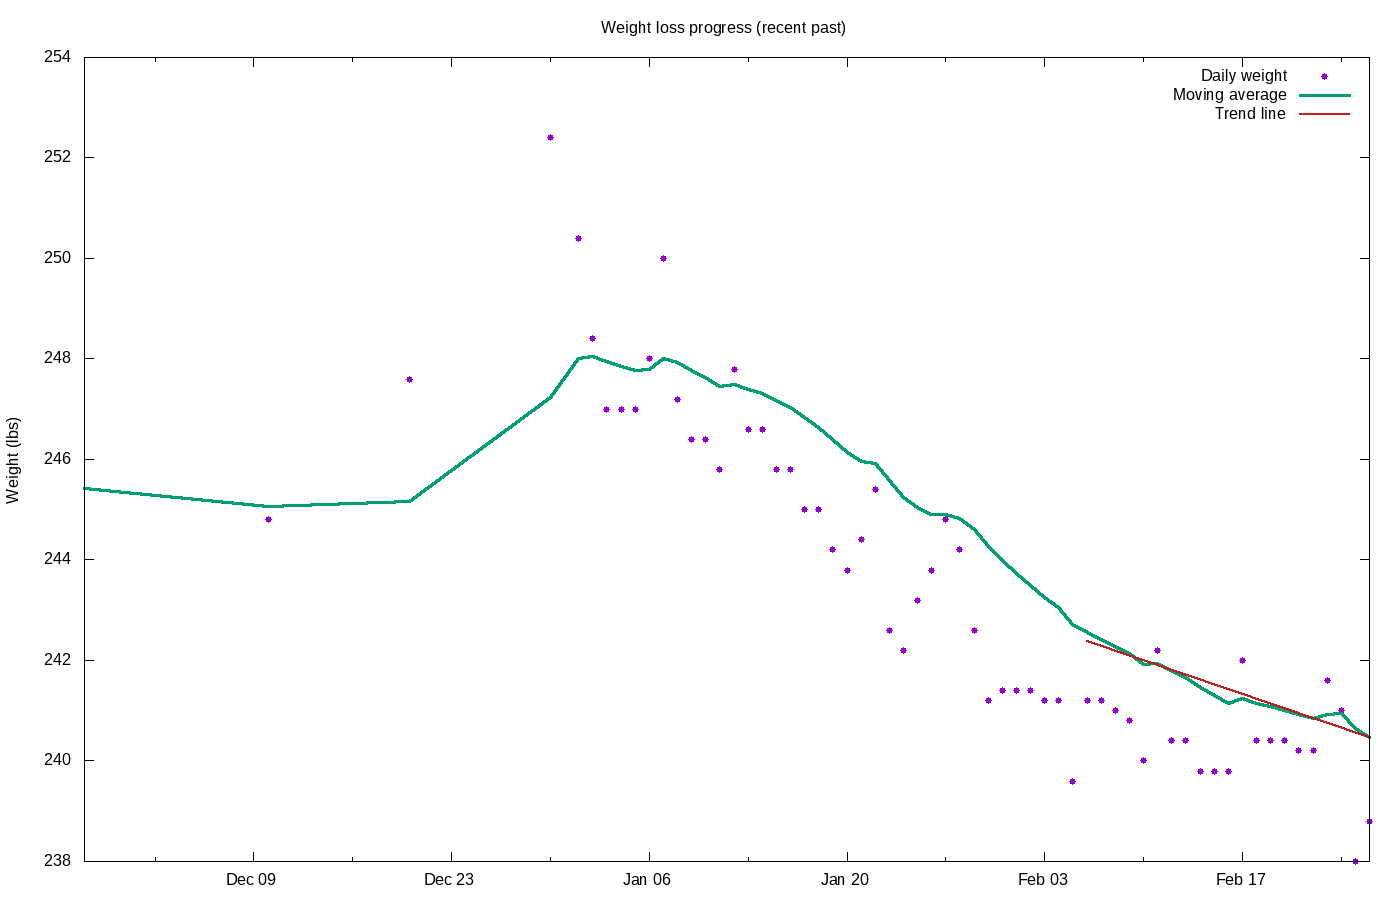 Weight loss progress (recent past)
254
252
250
248
246
244
242
240
238
Weight (lbs)
Daily weight
Moving average
Trend line
Dec 09
Dec 23
Jan 06
Jan 20
Feb 03
Feb 17